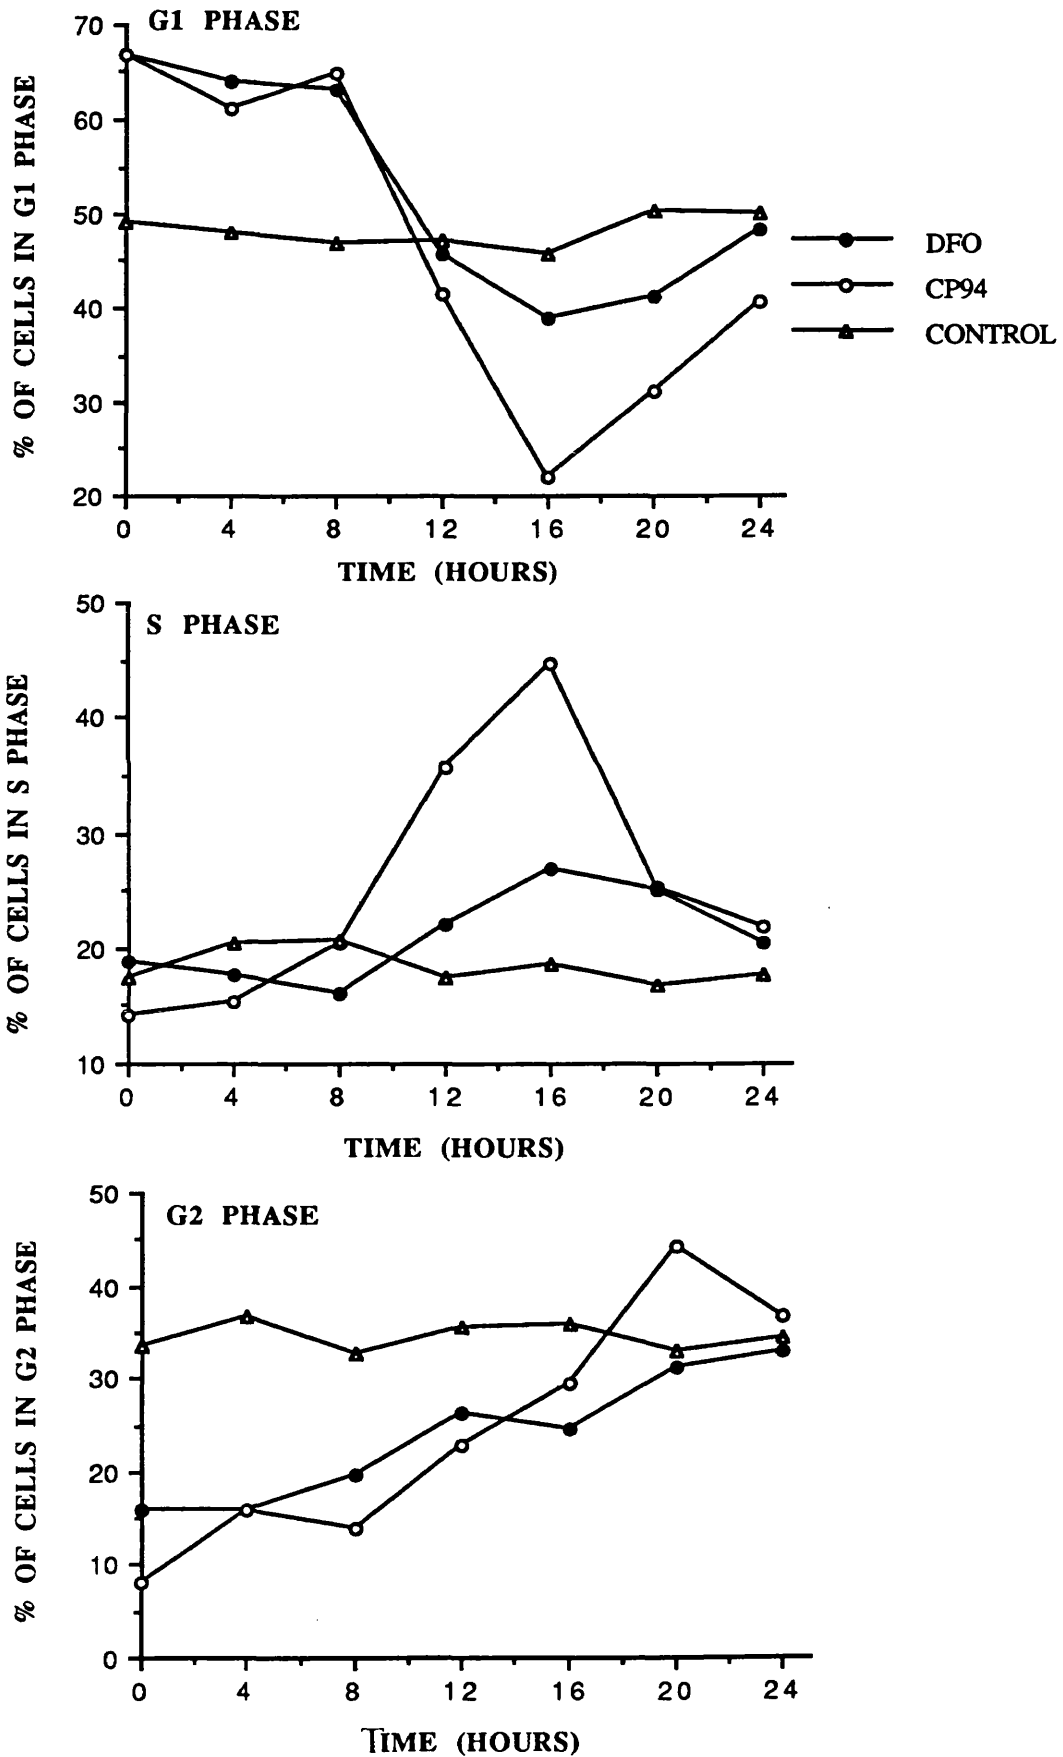 G1 PHASE
% OF CELLS IN G1 PHASE
70
60
50
40
30
20
0 4 8 12 16 20 24
TIME (HOURS)
DFO
CP94
CONTROL
S PHASE
% OF CELLS IN S PHASE
50
40
30
20
10
0 4 8 12 16 20 24
TIME (HOURS)
G2 PHASE
% OF CELLS IN G2 PHASE
50
40
30
20
10
0
0 4 8 12 16 20 24
TIME (HOURS)